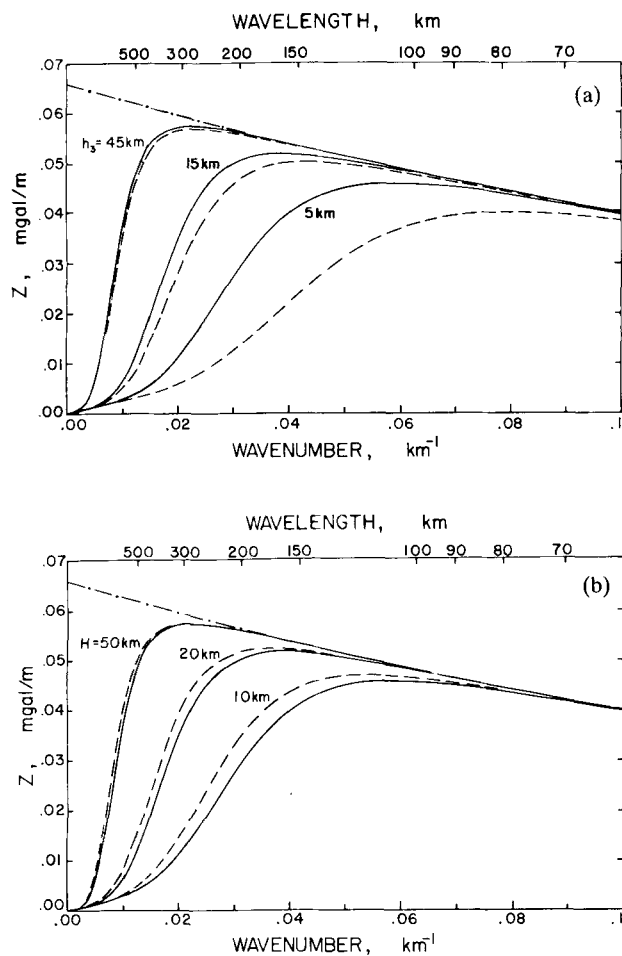 WAVELENGTH, km
500 300 200 150 100 90 80 70
(a)
.07
.06
.05
.04
.03
.02
.01
.00
Z, mgal/m
h₃= 45km
15km
5km
.00 .02 .04 .06 .08 .1
WAVENUMBER, km⁻¹
WAVELENGTH, km
500 300 200 150 100 90 80 70
(b)
.07
.06
.05
.04
.03
.02
.01
.00
Z, mgal/m
H=50km
20km
10km
.00 .02 .04 .06 .08 .1
WAVENUMBER, km⁻¹